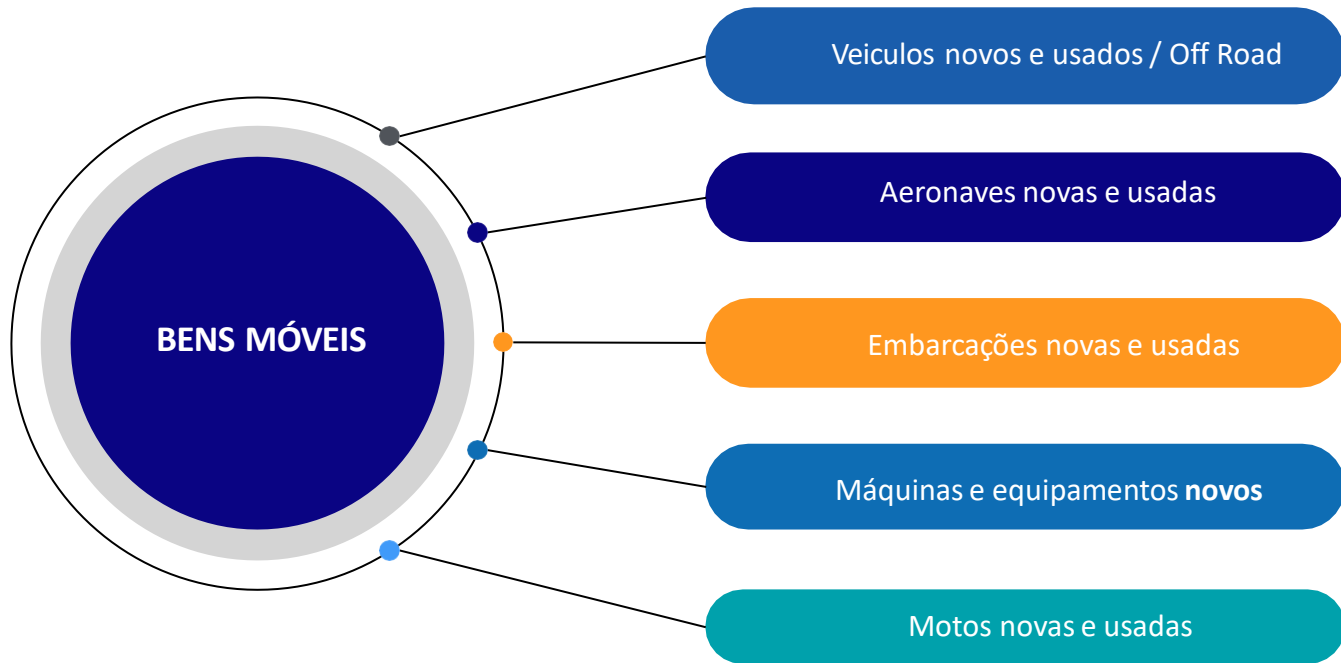 Veiculos novos e usados / Off Road
Aeronaves novas e usadas
BENS MÓVEIS
Embarcações novas e usadas
Máquinas e equipamentos novos
Motos novas e usadas